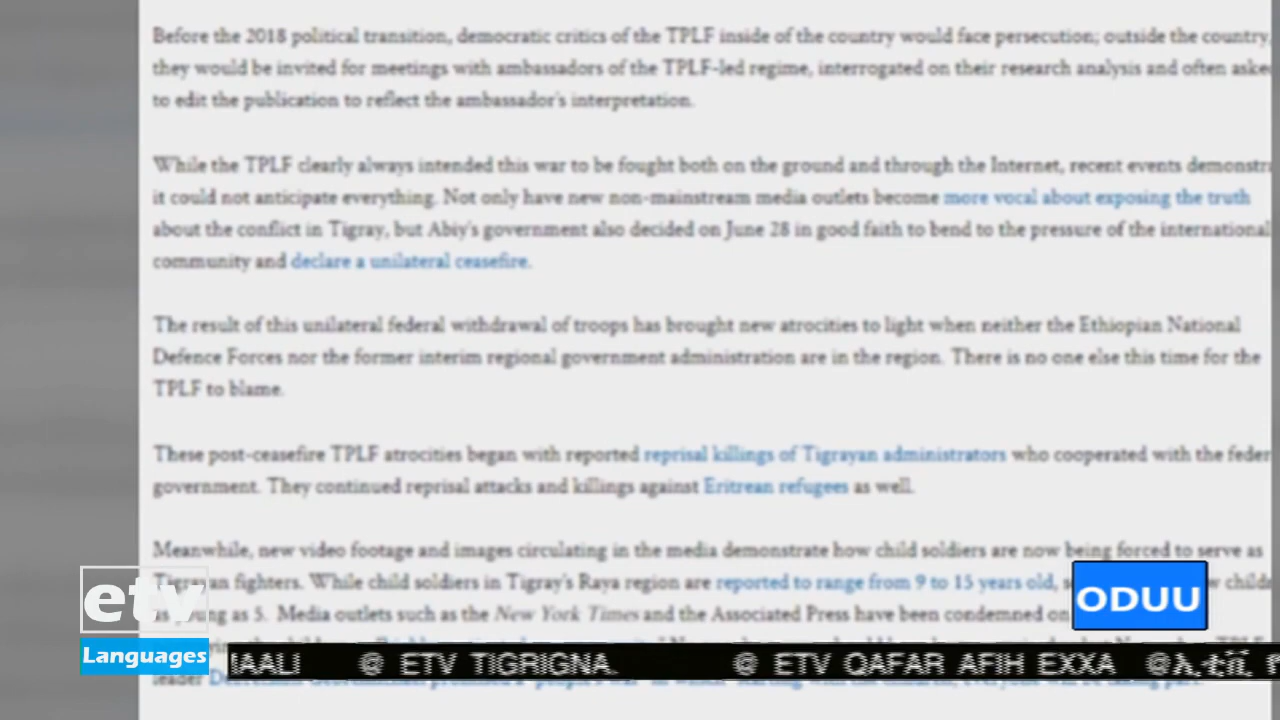 Before the 2018 political transition, democratic critics of the TPLF inside of the country would face persecution; outside the country,
they would be invited for meetings with ambassadors of the TPLF-led regime, interrogated on their research analysis and often aske
to edit the publication to reflect the ambassador's interpretation.
While the TPLF clearly always intended this war to be fought both on the ground and through the Internet, recent events demonstr
it could not anticipate everything. Not only have new non-mainstream media outlets become more vocal about exposing the truth
about the conflict in Tigray, but Abiy's government also decided on June 28 in good faith to bend to the pressure of the international
community and declare a unilateral ceasefire.
The result of this unilateral federal withdrawal of troops has brought new atrocities to light when neither the Ethiopian National
Defence Forces nor the former interim regional government administration are in the region. There is no one else this time for the
TPLF to blame.
These post-ceasefire TPLF atrocities began with reported reprisal killings of Tigrayan administrators who cooperated with the feder
government. They continued reprisal attacks and killings against Eritrean refugees as well.
Meanwhile, new video footage and images circulating in the media demonstrate how child soldiers are now being forced to serve as
Tigrayan fighters. While child soldiers in Tigray's Raya region are reported to range from 9 to 15 years old,
as young as 5. Media outlets such as the New York Times and the Associated Press have been condemned on
leader
etv
Languages
ODUU
IAALI @ ETV TIGRIGNA @ ETV QAFAR AFIH EXXA @ኢቲቪ